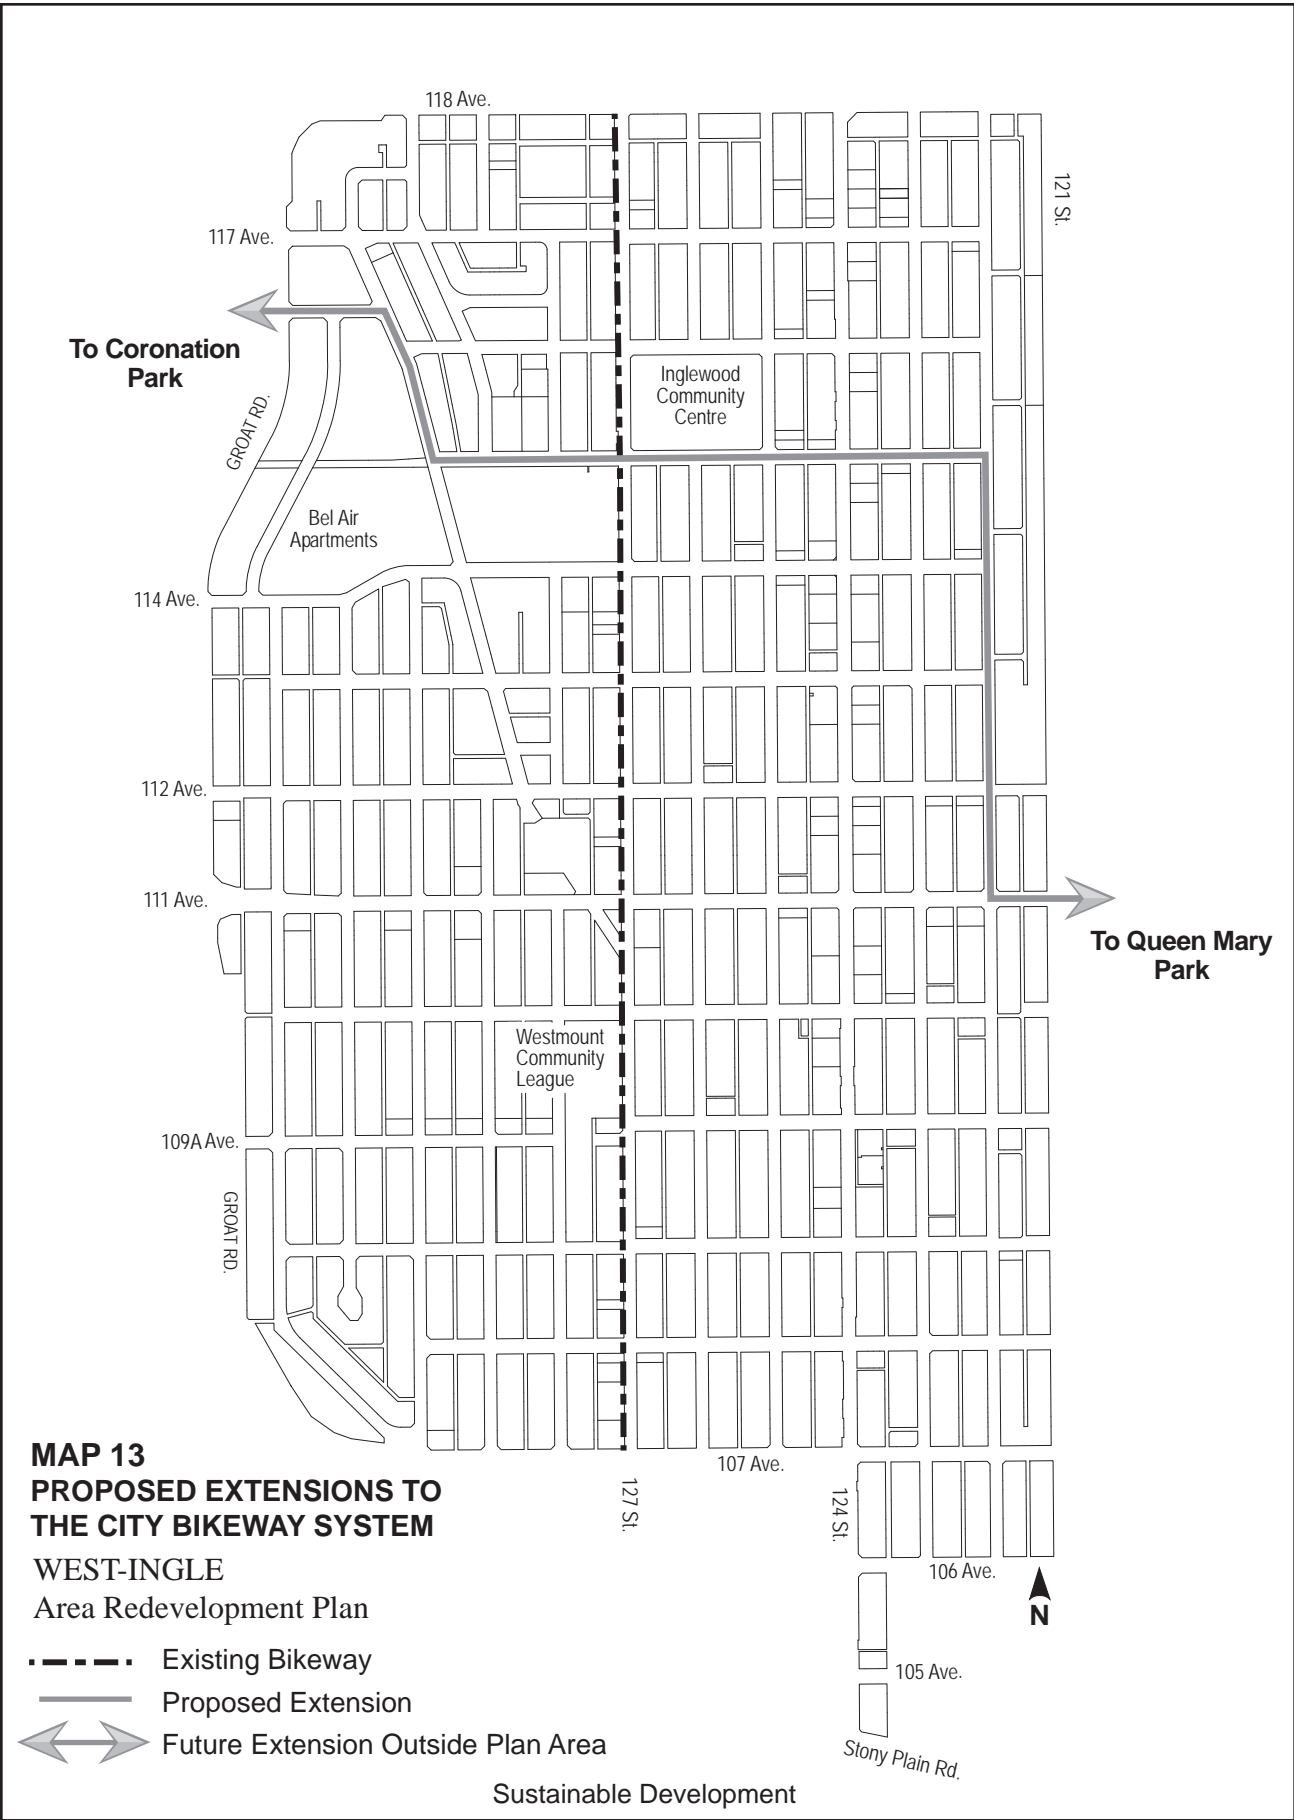 118 Ave.
121 St.
117 Ave.
To Coronation
Park
Inglewood
Community
Centre
GROAT RD.
Bel Air
Apartments
114 Ave.
112 Ave.
111 Ave.
To Queen Mary
Park
Westmount
Community
League
109A Ave.
GROAT RD.
MAP 13
PROPOSED EXTENSIONS TO
THE CITY BIKEWAY SYSTEM
WEST-INGLE
Area Redevelopment Plan
107 Ave.
127 St.
124 St.
106 Ave.
N
105 Ave.
Stony Plain Rd.
Existing Bikeway
Proposed Extension
Future Extension Outside Plan Area
Sustainable Development